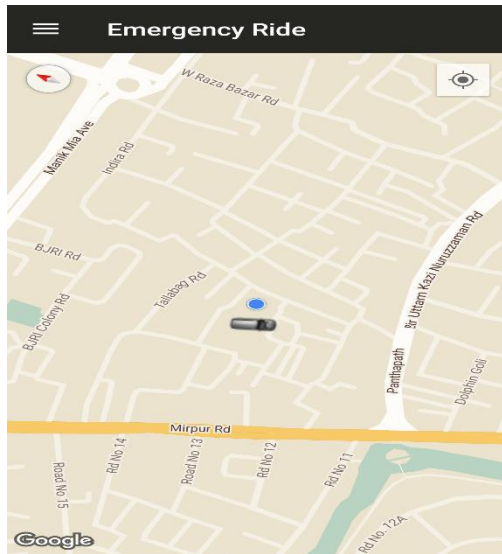 Emergency Ride
W Raza Bazar Rd
Manik Mia Ave
Indira Rd
BJRI Rd
Tallabag Rd
BJRI Colony Rd
Bir Uttam Kazi Nuruzzaman Rd
Panthapath
Dolphin Goli
Mirpur Rd
Road No 15
Rd No 14
Road No 13
Rd No 12
Rd No 11
Rd No. 12A
Google